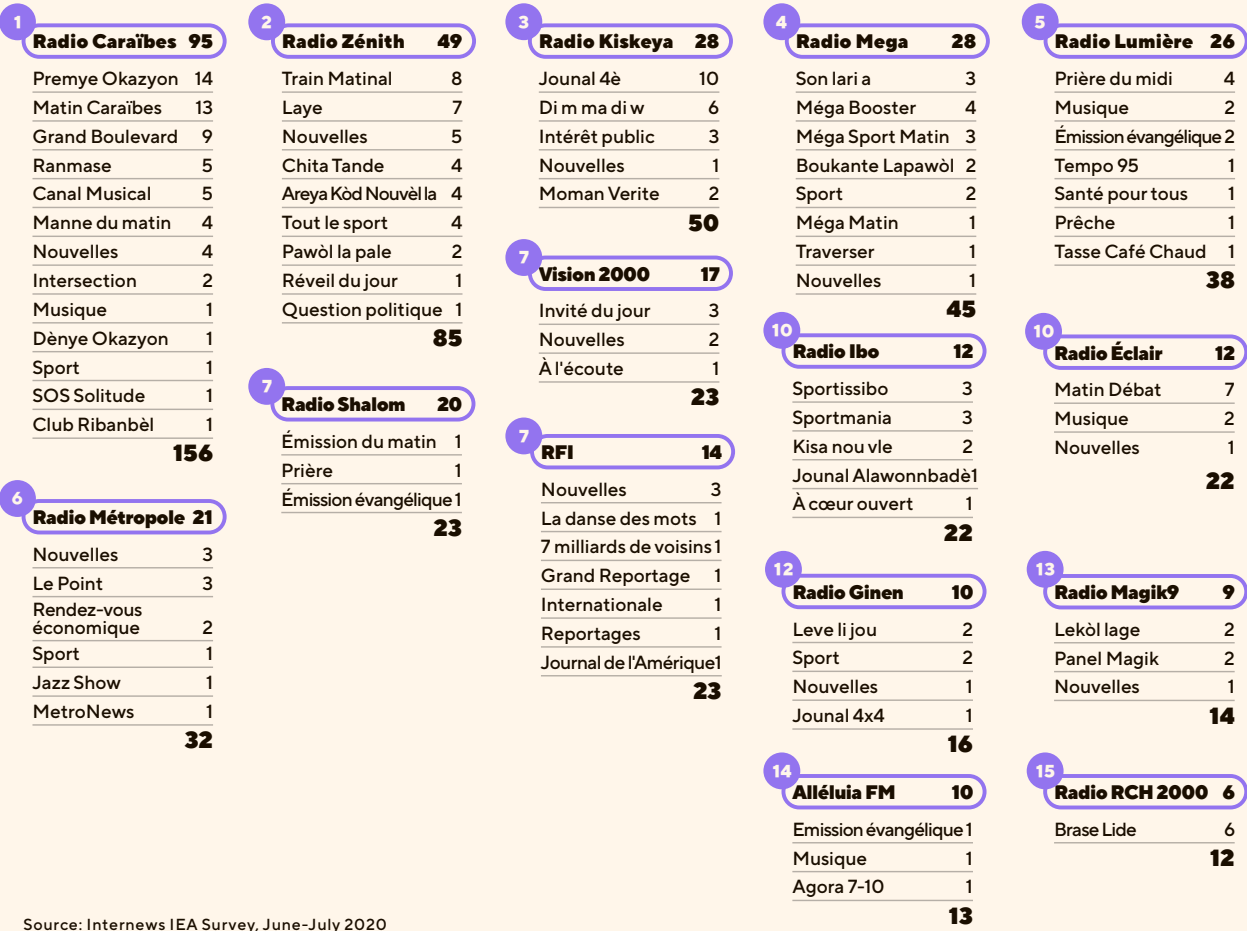 1
Radio Caraïbes 95
Premye Okazyon 14
Matin Caraïbes 13
Grand Boulevard 9
Ranmase 5
Canal Musical 5
Manne du matin 4
Nouvelles 4
Intersection 2
Musique 1
Dènye Okazyon 1
Sport 1
SOS Solitude 1
Club Ribanbèl 1
156
6
Radio Métropole 21
Nouvelles 3
Le Point 3
Rendez-vous
économique 2
Sport 1
Jazz Show 1
MetroNews 1
32
2
Radio Zénith 49
Train Matinal 8
Laye 7
Nouvelles 5
Chita Tande 4
Areya Kòd Nouvèl la 4
Tout le sport 4
Pawòl la pale 2
Réveil du jour 1
Question politique 1
85
7
Radio Shalom 20
Émission du matin 1
Prière 1
Émission évangélique 1
23
3
Radio Kiskeya 28
Jounal 4è 10
Di m ma di w 6
Intérêt public 3
Nouvelles 1
Moman Verite 2
50
7
Vision 2000 17
Invité du jour 3
Nouvelles 2
À l'écoute 1
23
7
RFI 14
Nouvelles 3
La danse des mots 1
7 milliards de voisins 1
Grand Reportage 1
Internationale 1
Reportages 1
Journal de l'Amérique1
23
4
Radio Mega 28
Son lari a 3
Méga Booster 4
Méga Sport Matin 3
Boukante Lapawòl 2
Sport 2
Méga Matin 1
Traverser 1
Nouvelles 1
45
10
Radio Ibo 12
Sportissibo 3
Sportmania 3
Kisa nou vle 2
Jounal Alawonnbadè1
À cœur ouvert 1
22
12
Radio Ginen 10
Leve li jou 2
Sport 2
Nouvelles 1
Jounal 4x4 1
16
14
Alléluia FM 10
Emission évangélique 1
Musique 1
Agora 7-10 1
13
5
Radio Lumière 26
Prière du midi 4
Musique 2
Émission évangélique 2
Tempo 95 1
Santé pour tous 1
Prêche 1
Tasse Café Chaud 1
38
10
Radio Éclair 12
Matin Débat 7
Musique 2
Nouvelles 1
22
13
Radio Magik9 9
Lekòl lage 2
Panel Magik 2
Nouvelles 1
14
15
Radio RCH 2000 6
Brase Lide 6
12
Source: Internews IEA Survey, June-July 2020